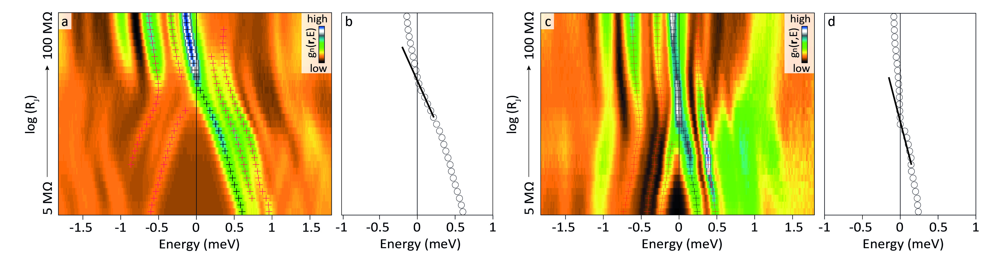 a
high
gn(r,E)
low
5 MΩ
log (RJ)
100 MΩ
-1.5 -1 -0.5 0 0.5 1 1.5
Energy (meV)
b
-1 -0.5 0 0.5 1
Energy (meV)
c
high
gn(r,E)
low
5 MΩ
log (RJ)
100 MΩ
-1.5 -1 -0.5 0 0.5 1 1.5
Energy (meV)
d
-1 -0.5 0 0.5 1
Energy (meV)